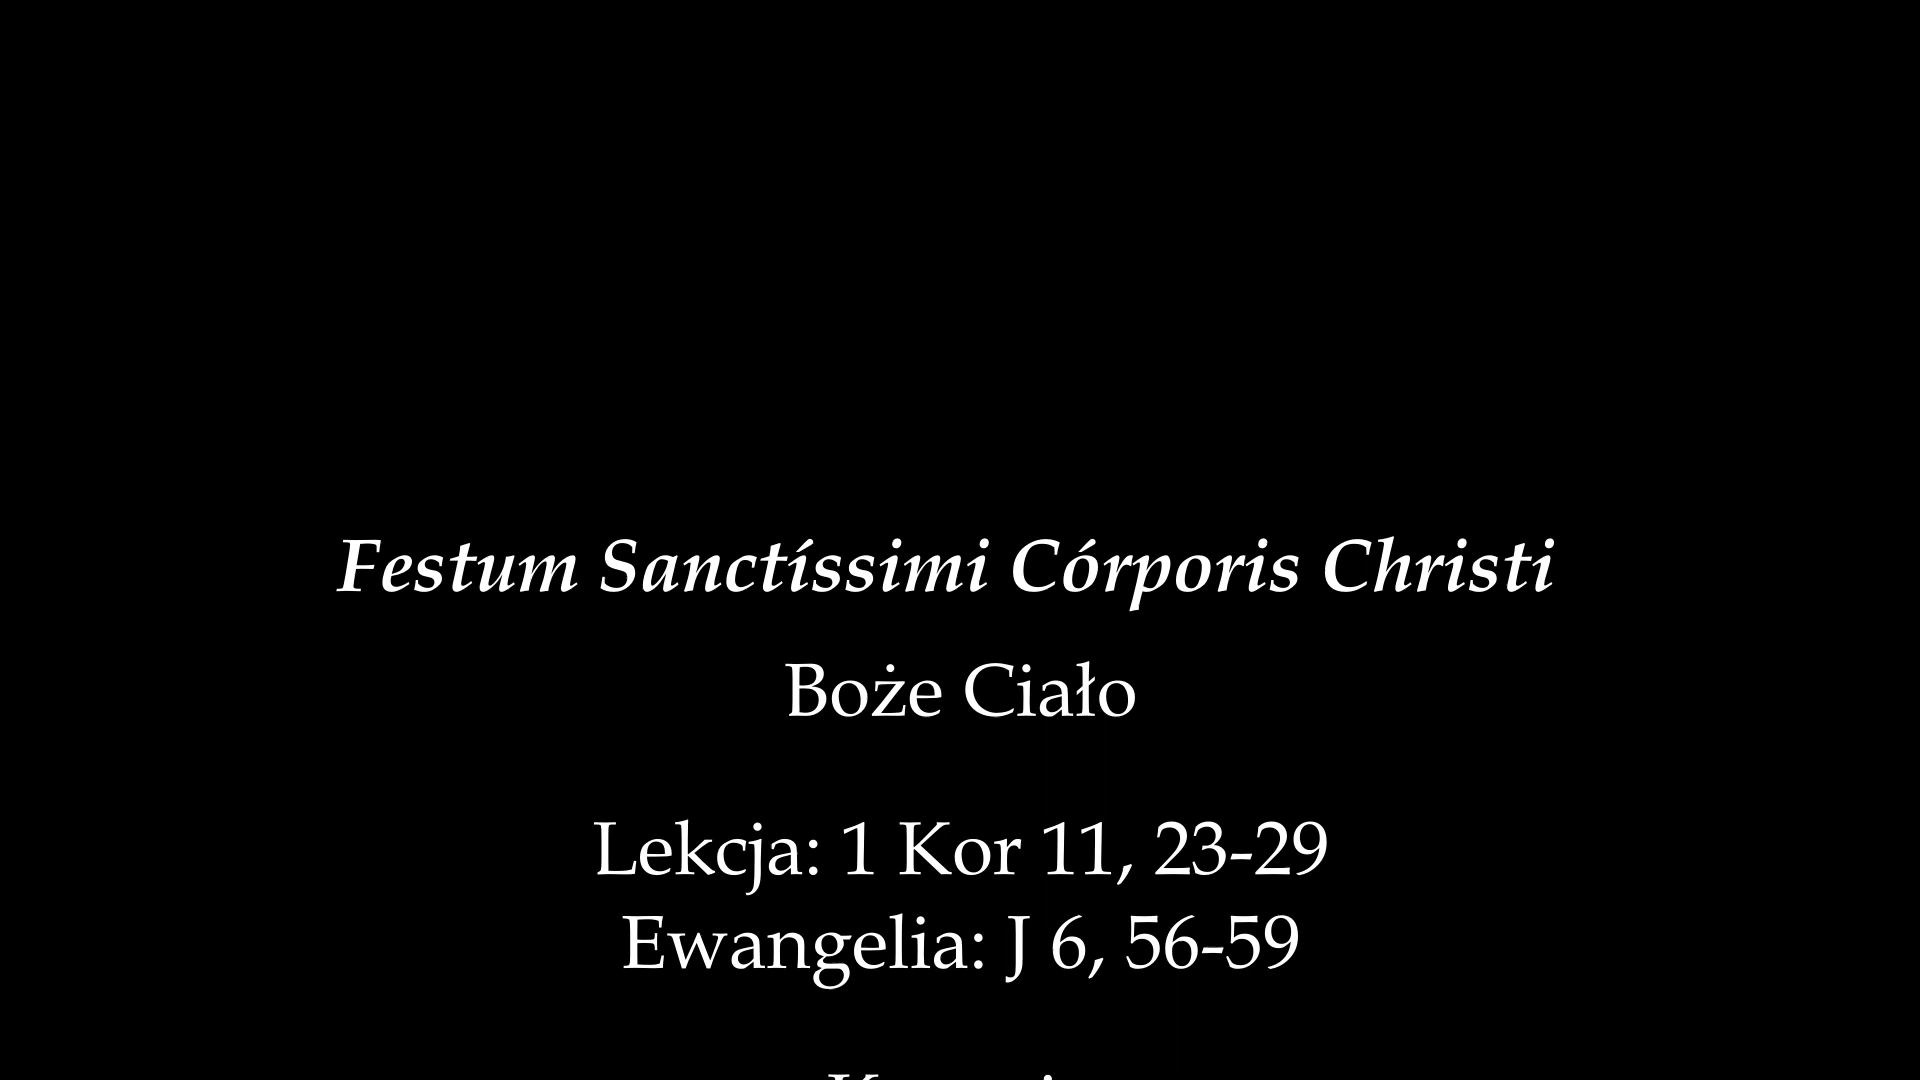 Festum Sanctíssimi Córporis Christi
Boże Ciało
Lekcja: 1 Kor 11, 23-29
Ewangelia: J 6, 56-59